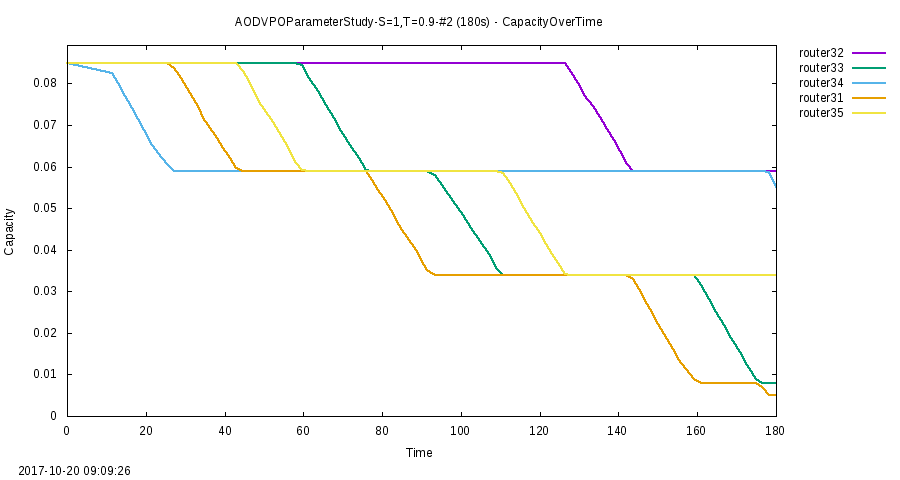 AODVPOParameterStudy-S=1,T=0.9-#2 (180s) - CapacityOverTime
router32
router33
router34
router31
router35
0.08
0.07
0.06
0.05
0.04
0.03
0.02
0.01
0
Capacity
0 20 40 60 80 100 120 140 160 180
Time
2017-10-20 09:09:26